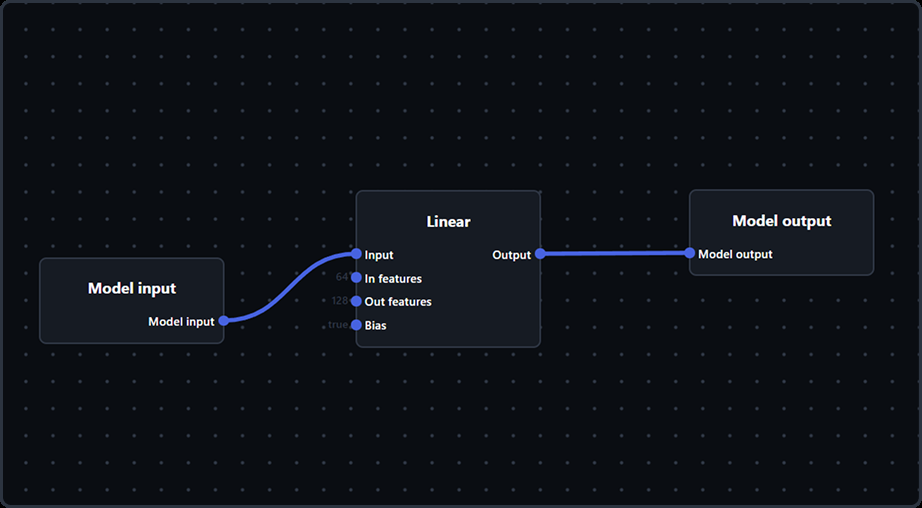 Model input
Model input
Linear
Input
Output
64
In features
128
Out features
true
Bias
Model output
Model output